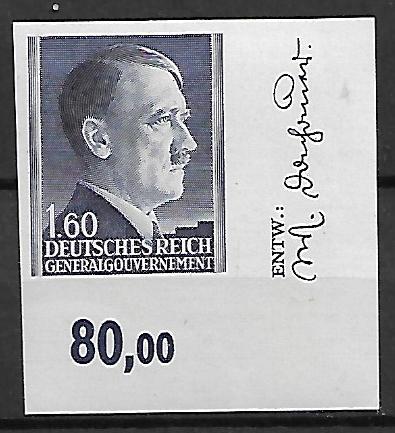 1.60
DEUTSCHES REICH
GENERALGOUVERNEMENT
80,00
ENTW.: